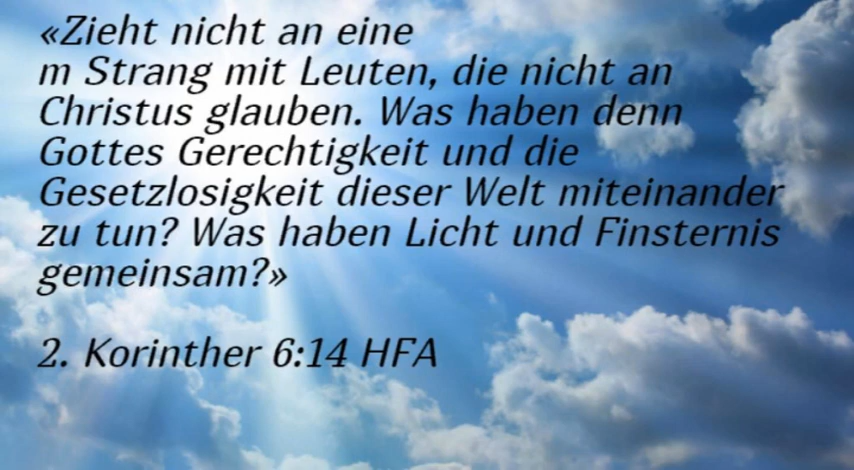 «Zieht nicht an eine
m Strang mit Leuten, die nicht an
Christus glauben. Was haben denn
Gottes Gerechtigkeit und die
Gesetzlosigkeit dieser Welt miteinander
zu tun? Was haben Licht und Finsternis
gemeinsam?»
2. Korinther 6:14 HFA